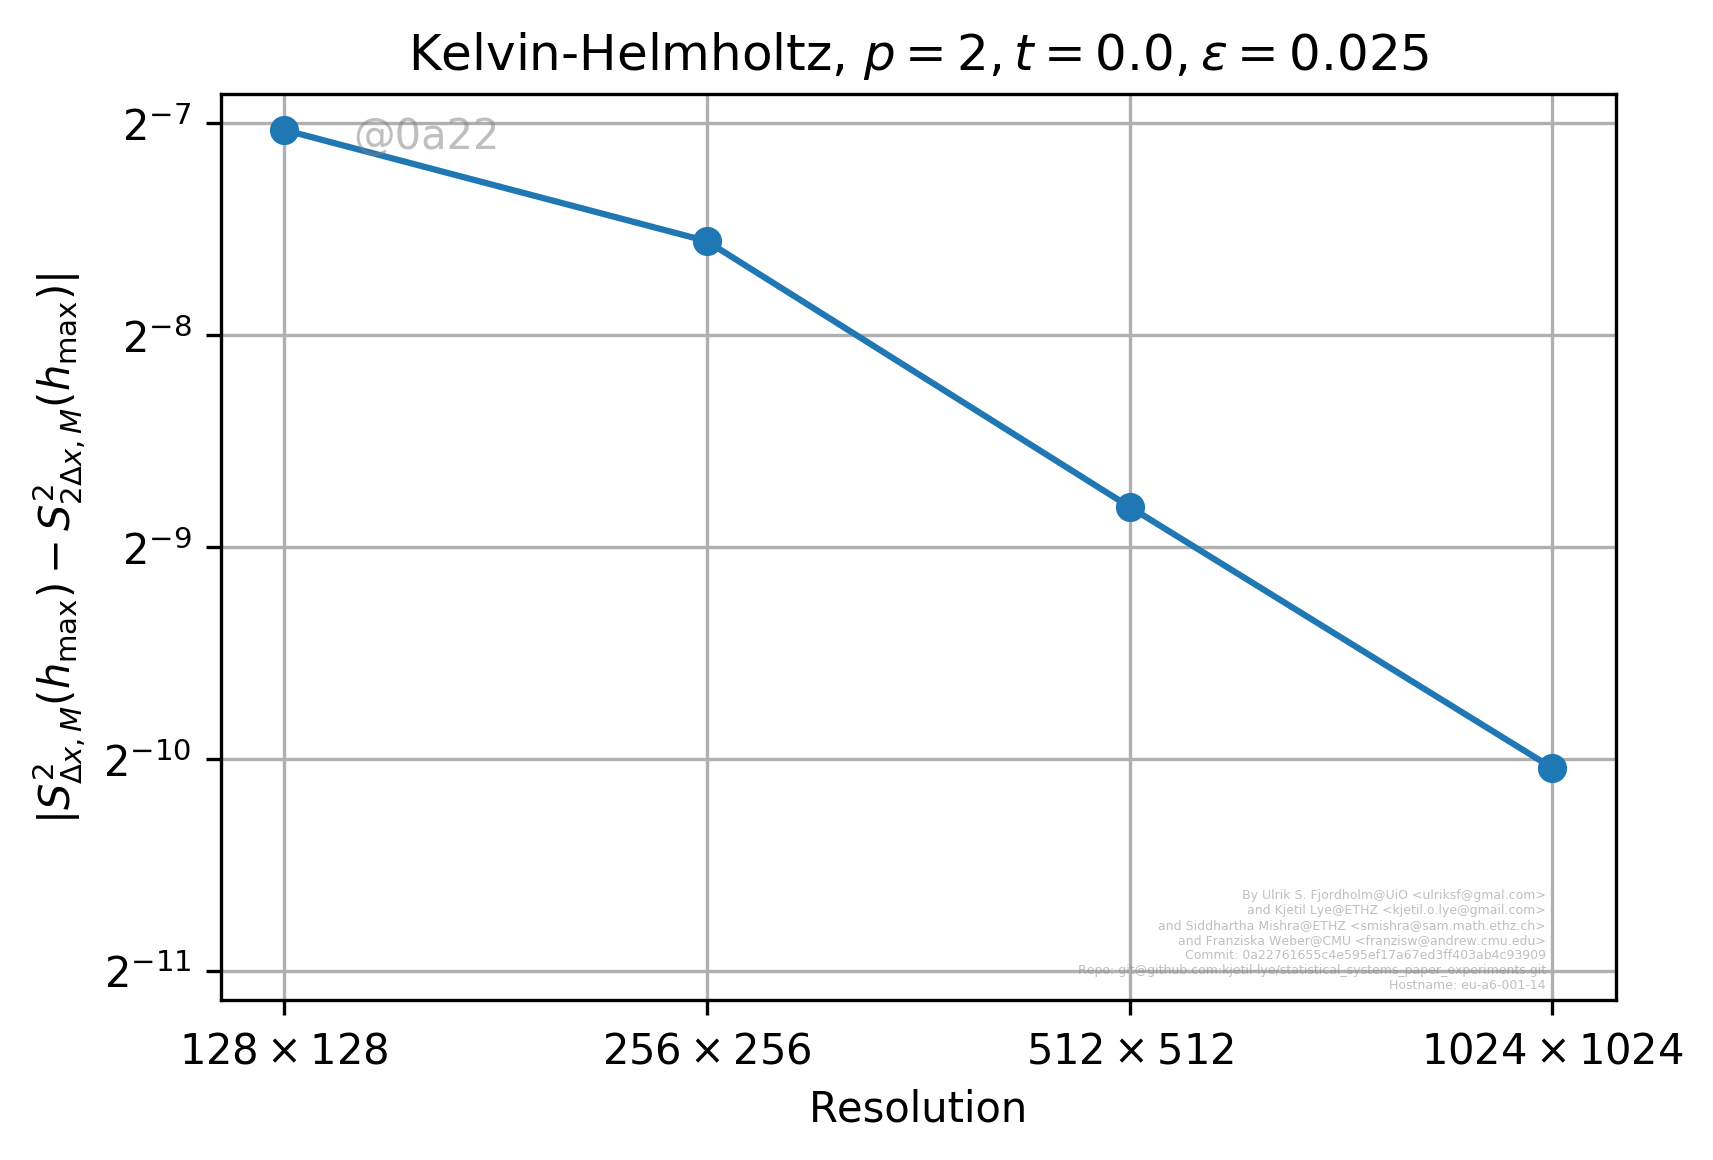 Kelvin-Helmholtz, p = 2, t = 0.0, ε = 0.025
@0a22
2⁻⁷
2⁻⁸
2⁻⁹
2⁻¹⁰
2⁻¹¹
|S²_{Δx,M}(h_max) − S²_{2Δx,M}(h_max)|
By Ulrik S. Fjordholm@UiO <ulriksf@gmal.com>
and Kjetil Lye@ETHZ <kjetil.o.lye@gmail.com>
and Siddhartha Mishra@ETHZ <smishra@sam.math.ethz.ch>
and Franziska Weber@CMU <franzisw@andrew.cmu.edu>
Commit: 0a22761655c4e595ef17a67ed3ff403ab4c93909
Repo: git@github.com:kjetil-lye/statistical_systems_paper_experiments.git
Hostname: eu-a6-001-14
128 × 128 256 × 256 512 × 512 1024 × 1024
Resolution